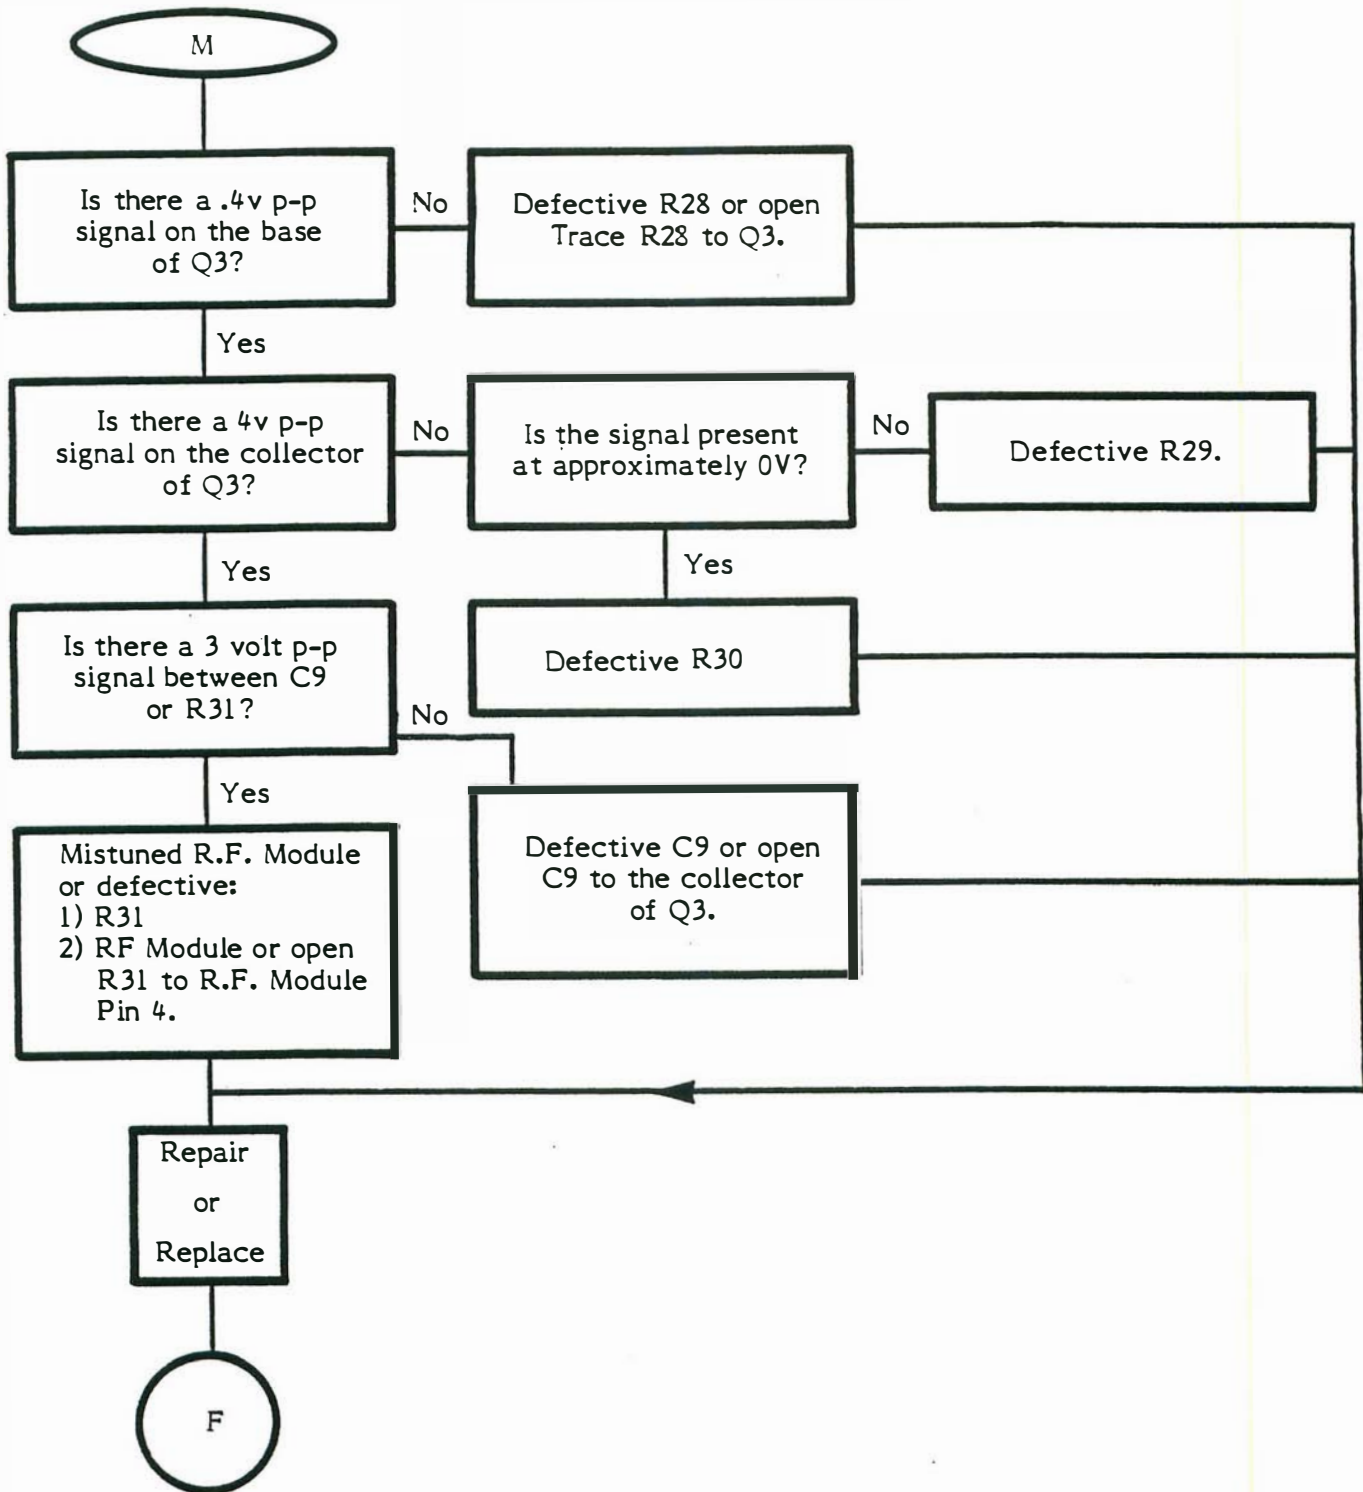 M
Is there a .4v p-p
signal on the base
of Q3?
No
Defective R28 or open
Trace R28 to Q3.
Yes
Is there a 4v p-p
signal on the collector
of Q3?
No
Is the signal present
at approximately 0V?
No
Defective R29.
Yes
Yes
Is there a 3 volt p-p
signal between C9
or R31?
Defective R30
No
Yes
Mistuned R.F. Module
or defective:
1) R31
2) RF Module or open
R31 to R.F. Module
Pin 4.
Defective C9 or open
C9 to the collector
of Q3.
Repair
or
Replace
F